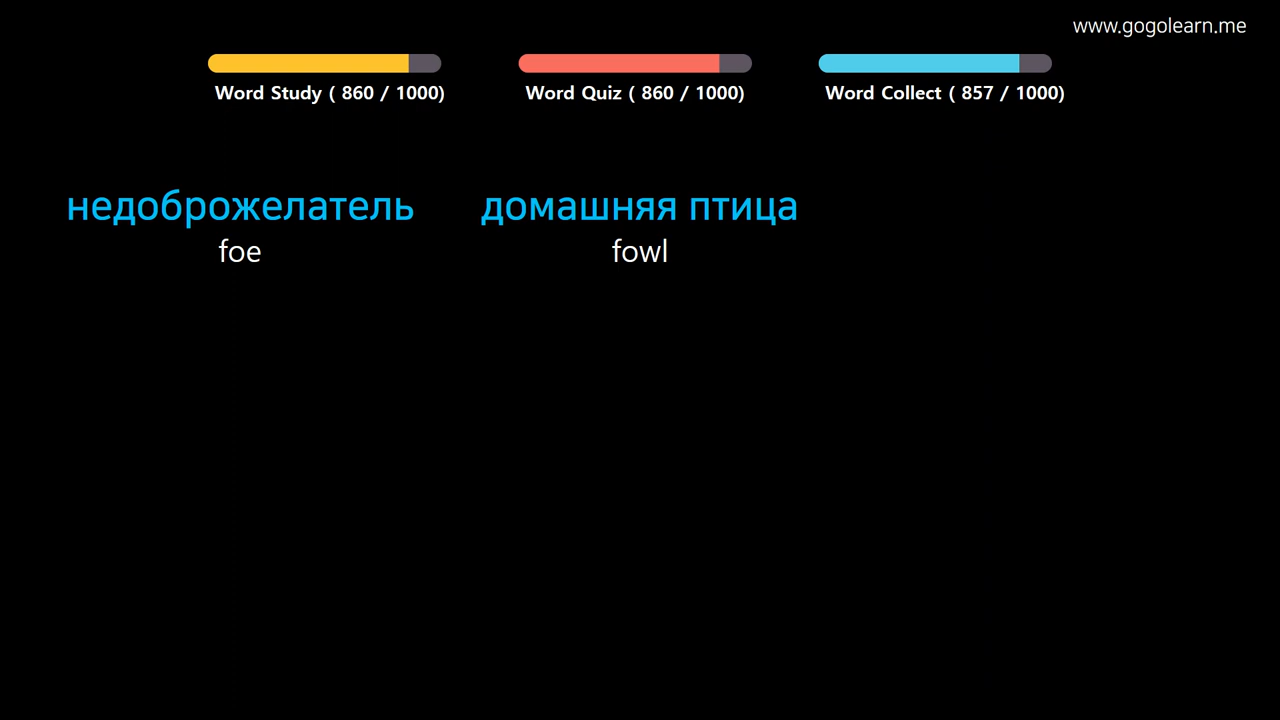 www.gogolearn.me
Word Study ( 860 / 1000)
Word Quiz ( 860 / 1000)
Word Collect ( 857 / 1000)
недоброжелатель
foe
домашняя птица
fowl